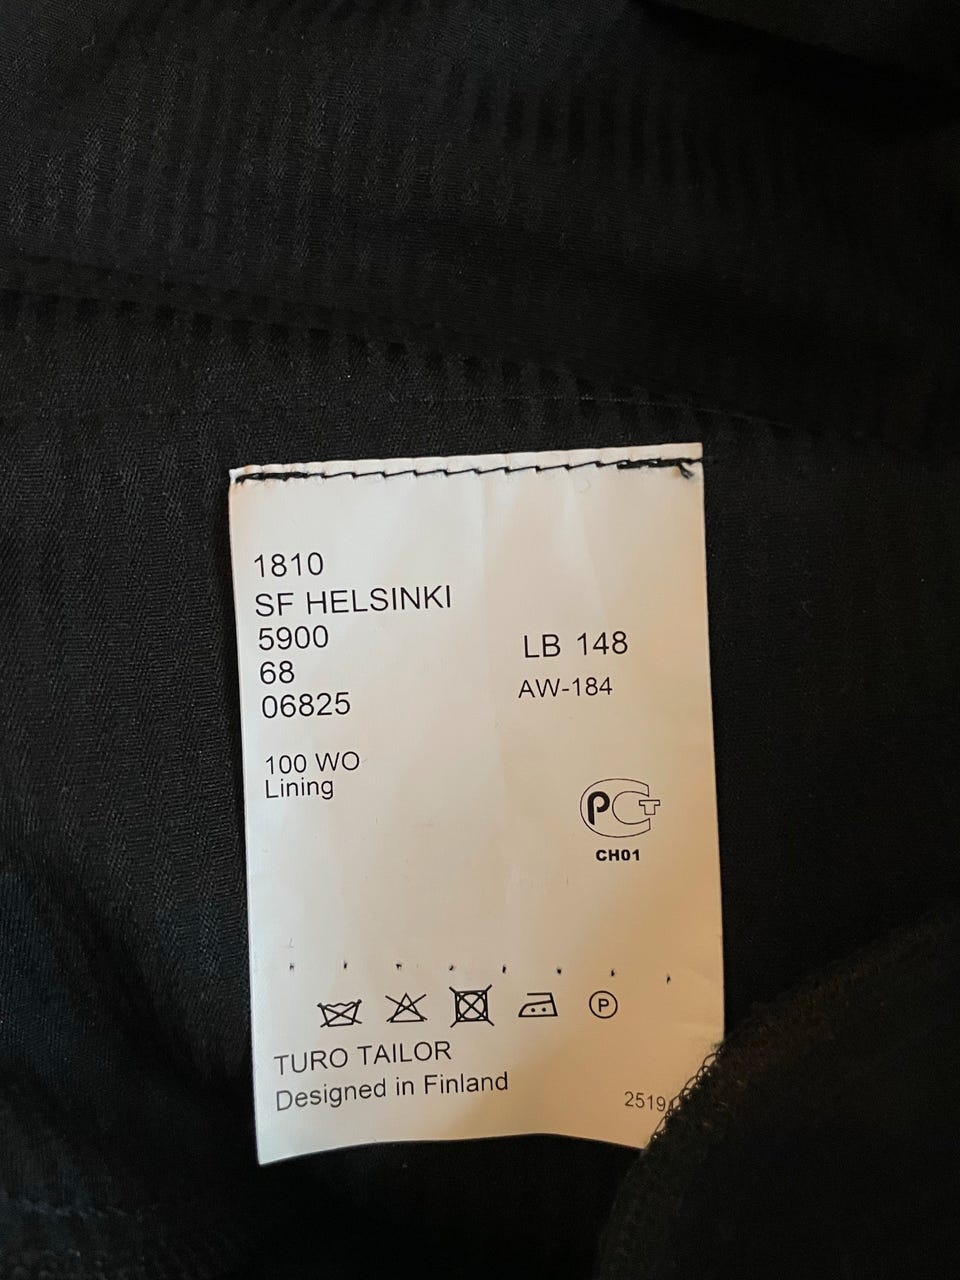 1810
SF HELSINKI
5900
LB 148
68
AW-184
06825
100 WO
Lining
PCT
CH01
P
TURO TAILOR
Designed in Finland
2519